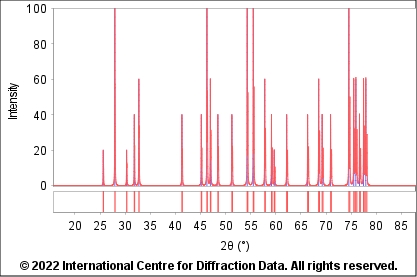 100
80
60
40
20
0
Intensity
20 25 30 35 40 45 50 55 60 65 70 75 80 85
2θ (°)
© 2022 International Centre for Diffraction Data. All rights reserved.